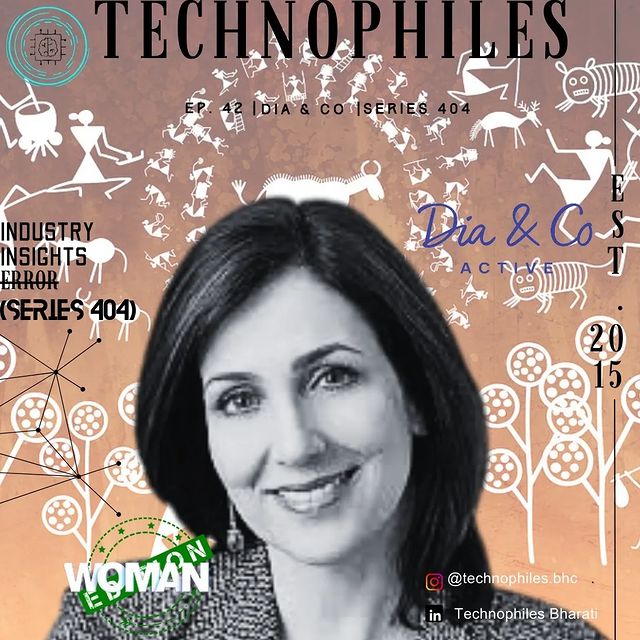 TECHNOPHILES
EP. 42 |DIA & CO |SERIES 404
Dia & Co
ACTIVE
EST.
20
15
INDUSTRY
INSIGHTS
ERROR
(SERIES 404)
WOMAN
EDITION
@technophiles.bhc
Technophiles Bharati